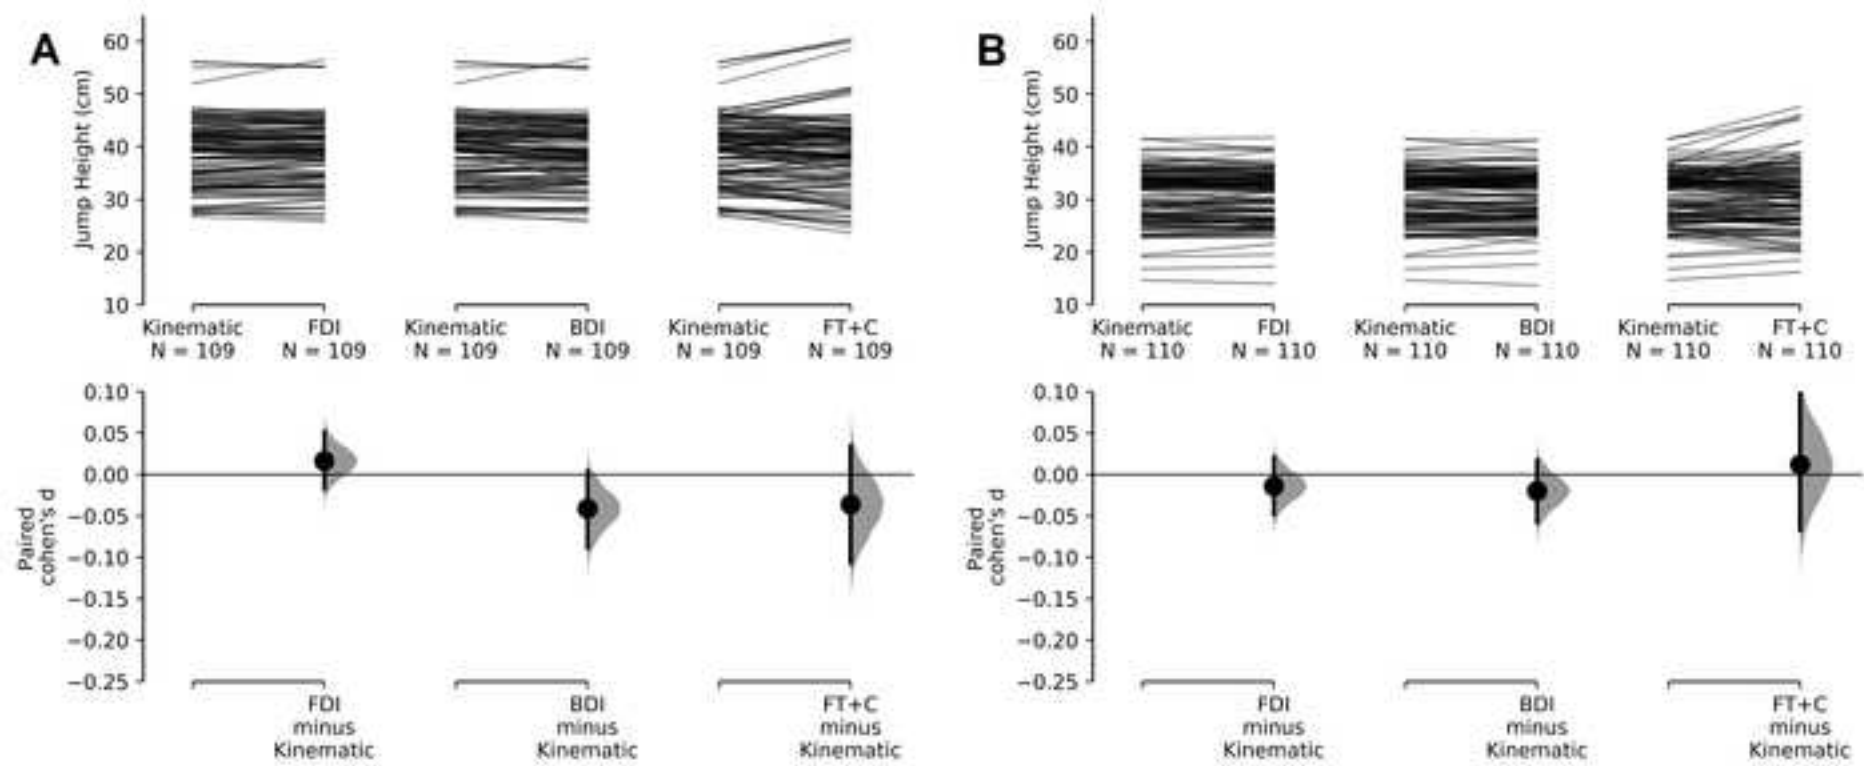 A
Jump Height (cm)
60
50
40
30
20
10
Kinematic
N = 109
FDI
N = 109
Kinematic
N = 109
BDI
N = 109
Kinematic
N = 109
FT+C
N = 109
Paired
cohen's d
0.10
0.05
0.00
−0.05
−0.10
−0.15
−0.20
−0.25
FDI
minus
Kinematic
BDI
minus
Kinematic
FT+C
minus
Kinematic
B
Jump Height (cm)
60
50
40
30
20
10
Kinematic
N = 110
FDI
N = 110
Kinematic
N = 110
BDI
N = 110
Kinematic
N = 110
FT+C
N = 110
Paired
cohen's d
0.10
0.05
0.00
−0.05
−0.10
−0.15
−0.20
−0.25
FDI
minus
Kinematic
BDI
minus
Kinematic
FT+C
minus
Kinematic